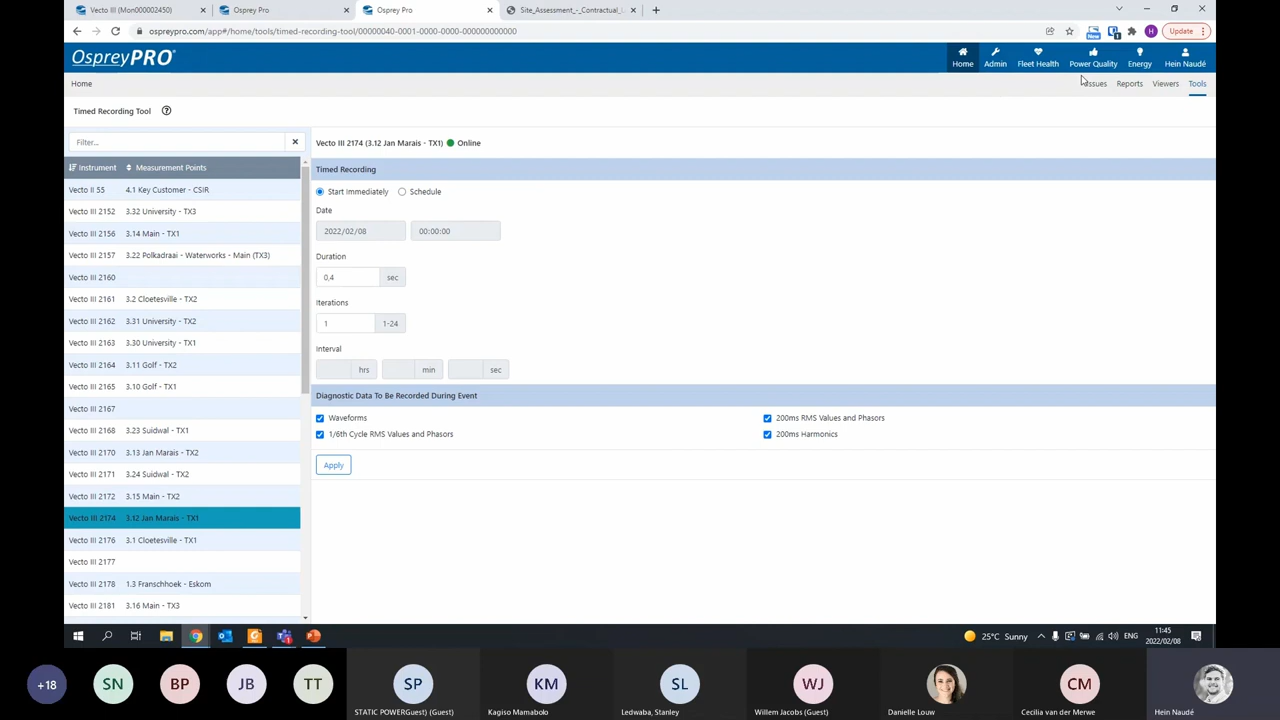 Vecto III (Mon000002450)
Osprey Pro
Osprey Pro
Site_Assessment_-_Contractual_
ospreypro.com/app#/home/tools/timed-recording-tool/00000040-0001-0000-0000-000000000000
New
1
H
Update
OspreyPRO
Home
Admin
Fleet Health
Power Quality
Energy
Hein Naudé
Home
Issues
Reports
Viewers
Tools
Timed Recording Tool
Filter...
Vecto III 2174 (3.12 Jan Marais - TX1) Online
Instrument Measurement Points
Timed Recording
Vecto II 55 4.1 Key Customer - CSIR
Start Immediately Schedule
Vecto III 2152 3.32 University - TX3
Date
Vecto III 2156 3.14 Main - TX1
2022/02/08 00:00:00
Vecto III 2157 3.22 Polkadraai - Waterworks - Main (TX3)
Duration
Vecto III 2160
0,4 sec
Vecto III 2161 3.2 Cloetesville - TX2
Iterations
Vecto III 2162 3.31 University - TX2
1 1-24
Vecto III 2163 3.30 University - TX1
Interval
Vecto III 2164 3.11 Golf - TX2
hrs min sec
Vecto III 2165 3.10 Golf - TX1
Diagnostic Data To Be Recorded During Event
Vecto III 2167
Waveforms 200ms RMS Values and Phasors
Vecto III 2168 3.23 Suidwal - TX1
1/6th Cycle RMS Values and Phasors 200ms Harmonics
Vecto III 2170 3.13 Jan Marais - TX2
Apply
Vecto III 2171 3.24 Suidwal - TX2
Vecto III 2172 3.15 Main - TX2
Vecto III 2174 3.12 Jan Marais - TX1
Vecto III 2176 3.1 Cloetesville - TX1
Vecto III 2177
Vecto III 2178 1.3 Franschhoek - Eskom
Vecto III 2181 3.16 Main - TX3
25°C Sunny
ENG
11:45
2022/02/08
+18
SN
BP
JB
TT
SP
STATIC POWERGuest) (Guest)
KM
Kagiso Mamabolo
SL
Ledwaba, Stanley
WJ
Willem Jacobs (Guest)
Danielle Louw
CM
Cecilia van der Merwe
Hein Naudé